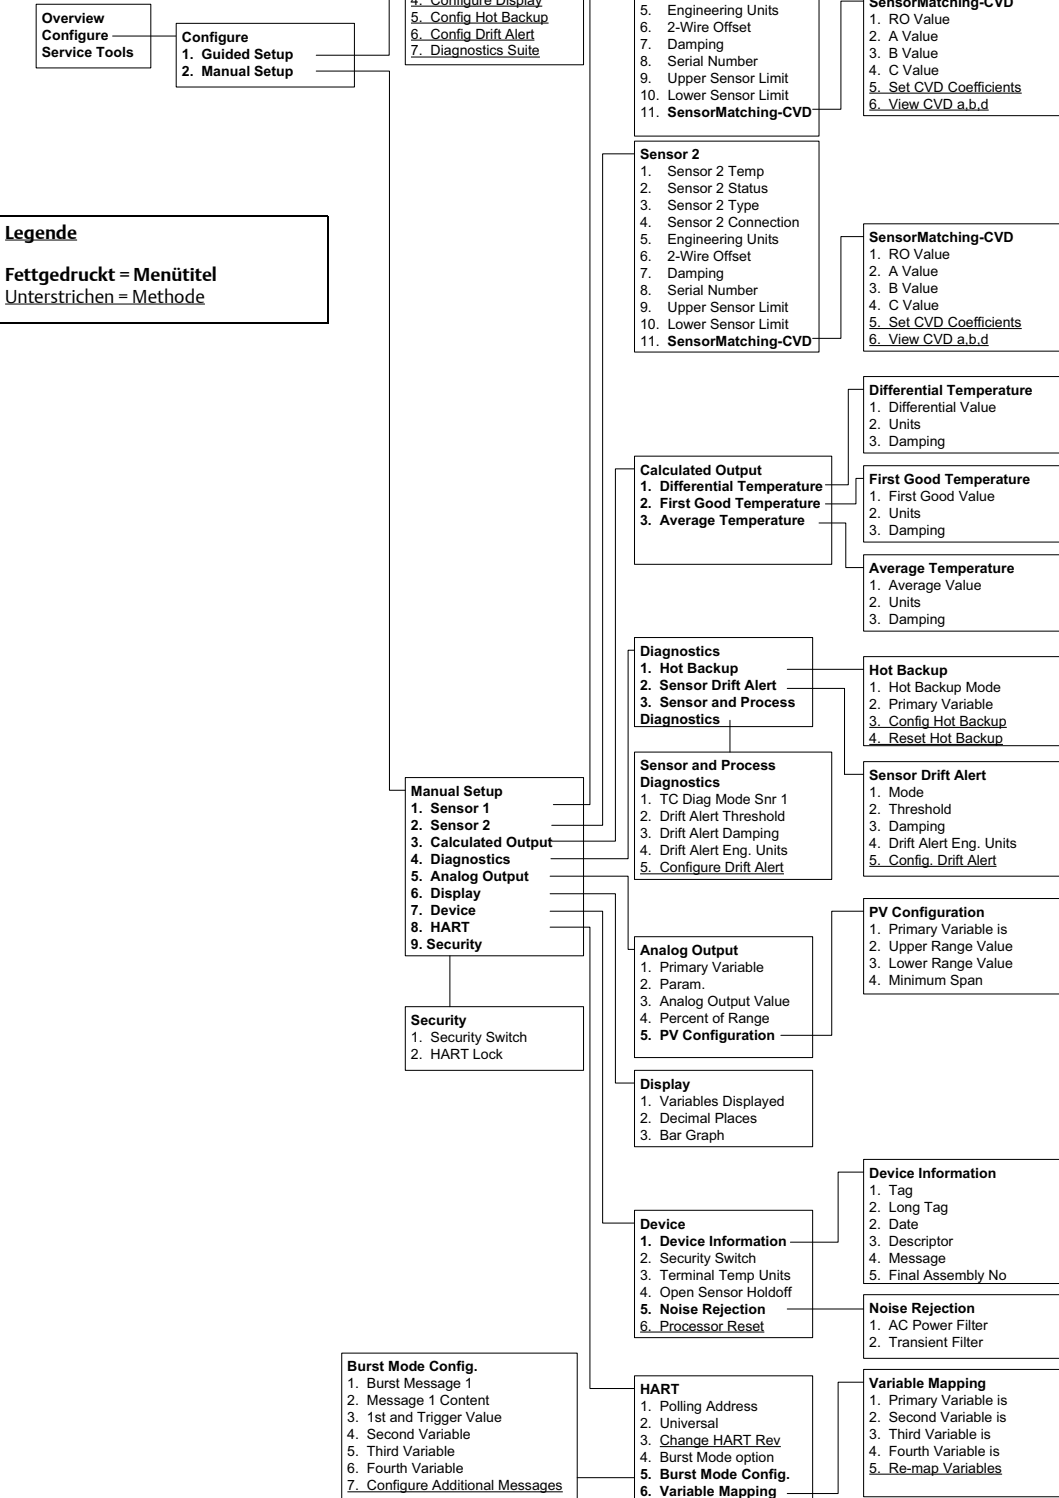 Overview
Configure
Service Tools
Configure
1. Guided Setup
2. Manual Setup
4. Configure Display
5. Config Hot Backup
6. Config Drift Alert
7. Diagnostics Suite
5. Engineering Units
6. 2-Wire Offset
7. Damping
8. Serial Number
9. Upper Sensor Limit
10. Lower Sensor Limit
11. SensorMatching-CVD
SensorMatching-CVD
1. RO Value
2. A Value
3. B Value
4. C Value
5. Set CVD Coefficients
6. View CVD a,b,d
Legende
Fettgedruckt = Menütitel
Unterstrichen = Methode
Sensor 2
1. Sensor 2 Temp
2. Sensor 2 Status
3. Sensor 2 Type
4. Sensor 2 Connection
5. Engineering Units
6. 2-Wire Offset
7. Damping
8. Serial Number
9. Upper Sensor Limit
10. Lower Sensor Limit
11. SensorMatching-CVD
SensorMatching-CVD
1. RO Value
2. A Value
3. B Value
4. C Value
5. Set CVD Coefficients
6. View CVD a,b,d
Calculated Output
1. Differential Temperature
2. First Good Temperature
3. Average Temperature
Differential Temperature
1. Differential Value
2. Units
3. Damping
First Good Temperature
1. First Good Value
2. Units
3. Damping
Average Temperature
1. Average Value
2. Units
3. Damping
Diagnostics
1. Hot Backup
2. Sensor Drift Alert
3. Sensor and Process
Diagnostics
Hot Backup
1. Hot Backup Mode
2. Primary Variable
3. Config Hot Backup
4. Reset Hot Backup
Sensor and Process
Diagnostics
1. TC Diag Mode Snr 1
2. Drift Alert Threshold
3. Drift Alert Damping
4. Drift Alert Eng. Units
5. Configure Drift Alert
Sensor Drift Alert
1. Mode
2. Threshold
3. Damping
4. Drift Alert Eng. Units
5. Config. Drift Alert
Manual Setup
1. Sensor 1
2. Sensor 2
3. Calculated Output
4. Diagnostics
5. Analog Output
6. Display
7. Device
8. HART
9. Security
Security
1. Security Switch
2. HART Lock
Analog Output
1. Primary Variable
2. Param.
3. Analog Output Value
4. Percent of Range
5. PV Configuration
PV Configuration
1. Primary Variable is
2. Upper Range Value
3. Lower Range Value
4. Minimum Span
Display
1. Variables Displayed
2. Decimal Places
3. Bar Graph
Device
1. Device Information
2. Security Switch
3. Terminal Temp Units
4. Open Sensor Holdoff
5. Noise Rejection
6. Processor Reset
Device Information
1. Tag
2. Long Tag
2. Date
3. Descriptor
4. Message
5. Final Assembly No
Noise Rejection
1. AC Power Filter
2. Transient Filter
Burst Mode Config.
1. Burst Message 1
2. Message 1 Content
3. 1st and Trigger Value
4. Second Variable
5. Third Variable
6. Fourth Variable
7. Configure Additional Messages
HART
1. Polling Address
2. Universal
3. Change HART Rev
4. Burst Mode option
5. Burst Mode Config.
6. Variable Mapping
Variable Mapping
1. Primary Variable is
2. Second Variable is
3. Third Variable is
4. Fourth Variable is
5. Re-map Variables